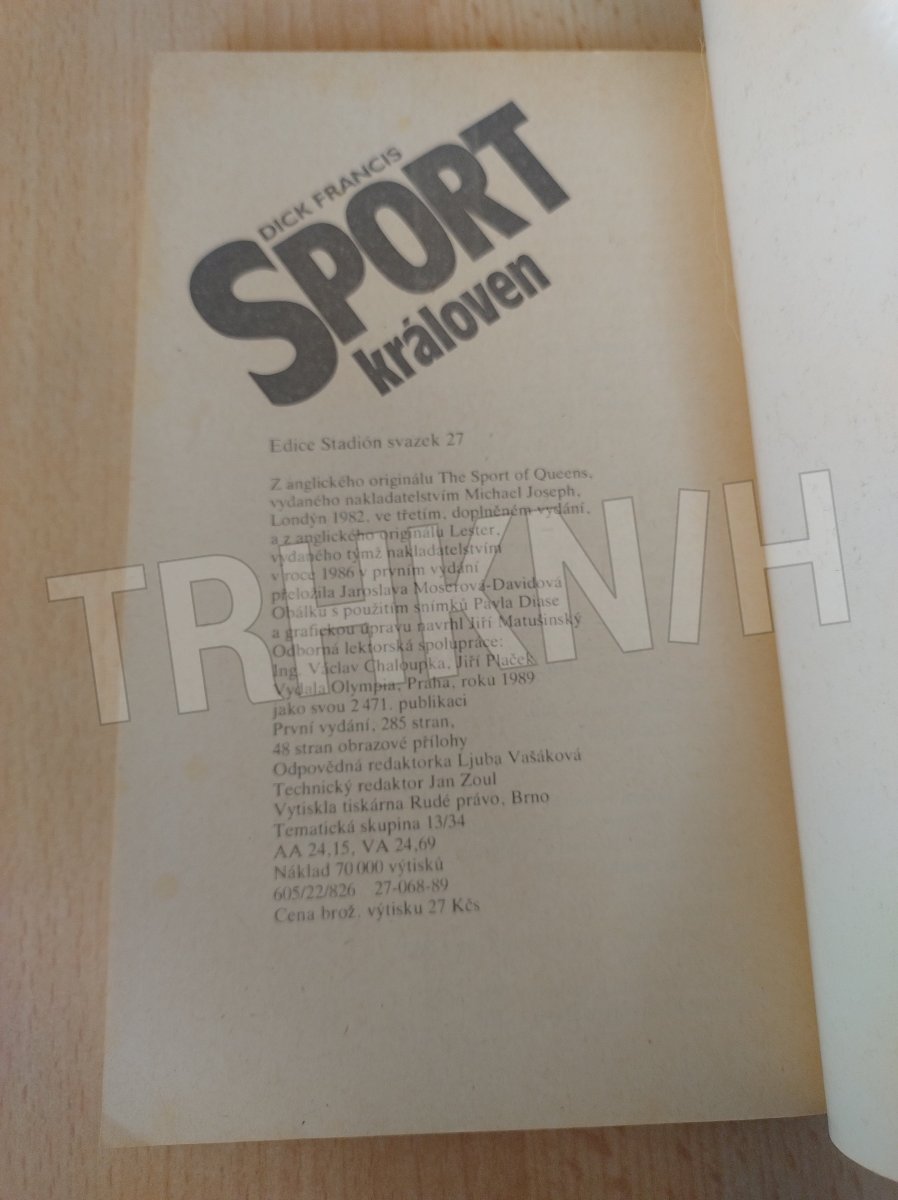 DICK FRANCIS
SPORT
královen
Edice Stadión svazek 27
Z anglického originálu The Sport of Queens,
vydaného nakladatelstvím Michael Joseph,
Londýn 1982, ve třetím, doplněném vydání,
a z anglického originálu Lester,
vydaného týmž nakladatelstvím
v roce 1986 v prvním vydání
přeložila Jaroslava Moserová-Davidová
Obálku s použitím snímků Pavla Diase
a grafickou úpravu navrhl Jiří Matušínský
Odborná lektorská spolupráce:
Ing. Václav Chaloupka, Jiří Plaček
Vydala Olympia, Praha, roku 1989
jako svou 2 471. publikaci
První vydání, 285 stran,
48 stran obrazové přílohy
Odpovědná redaktorka Ljuba Vašáková
Technický redaktor Jan Zoul
Vytiskla tiskárna Rudé právo, Brno
Tematická skupina 13/34
AA 24,15, VA 24,69
Náklad 70 000 výtisků
605/22/826 27-068-89
Cena brož. výtisku 27 Kčs